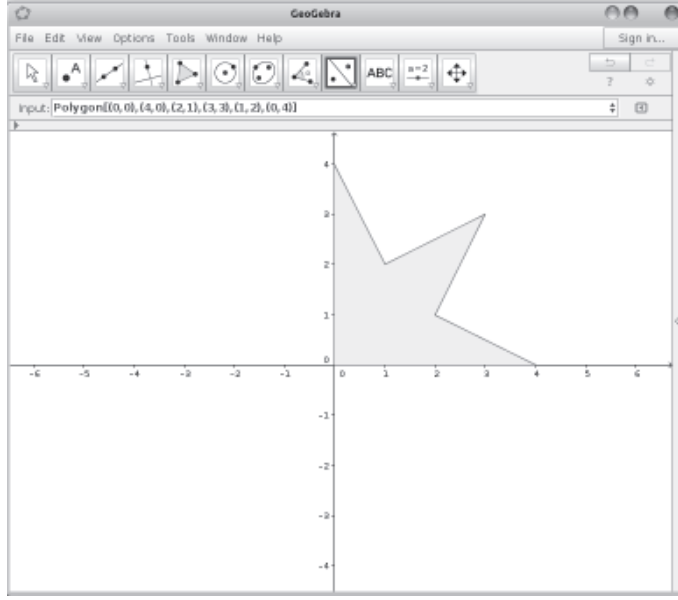 GeoGebra
File Edit View Options Tools Window Help
Sign in...
A
ABC
a=2
?
Input: Polygon[(0,0),(4,0),(2,1),(3,3),(1,2),(0,4)]
4
3
2
1
0
-6 -5 -4 -3 -2 -1 0 1 2 3 4 5 6
-1
-2
-3
-4